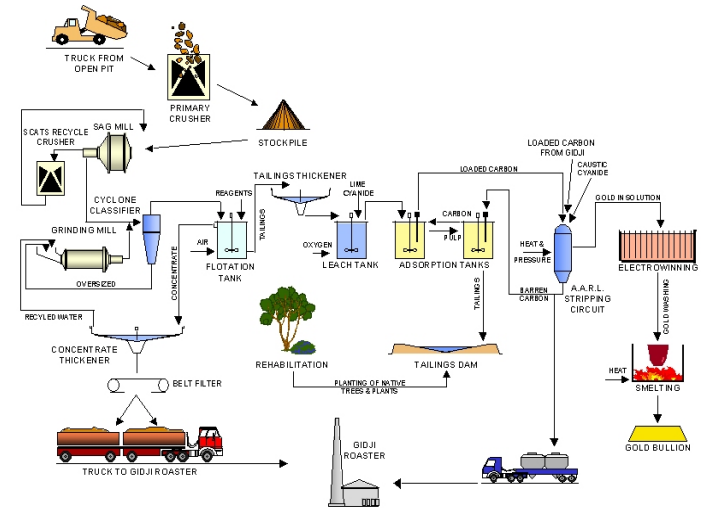 TRUCK FROM
OPEN PIT
PRIMARY
CRUSHER
STOCKPILE
SAG MILL
SCATS RECYCLE
CRUSHER
CYCLONE
CLASSIFIER
GRINDING MILL
OVERSIZED
RECYLED WATER
CONCENTRATE
THICKENER
BELT FILTER
TRUCK TO GIDJI ROASTER
CONCENTRATE
AIR
REAGENTS
FLOTATION
TANK
TAILINGS
TAILINGS THICKENER
LIME
CYANIDE
OXYGEN
LEACH TANK
ADSORPTION TANKS
CARBON
PULP
LOADED CARBON
LOADED CARBON
FROM GIDJI
CAUSTIC
CYANIDE
HEAT &
PRESSURE
BARREN
CARBON
A.A.R.L.
STRIPPING
CIRCUIT
GOLD IN SOLUTION
ELECTROWINNING
GOLD WASHING
HEAT
SMELTING
GOLD BULLION
TAILINGS
TAILINGS DAM
REHABILITATION
PLANTING OF NATIVE
TREES & PLANTS
GIDJI
ROASTER